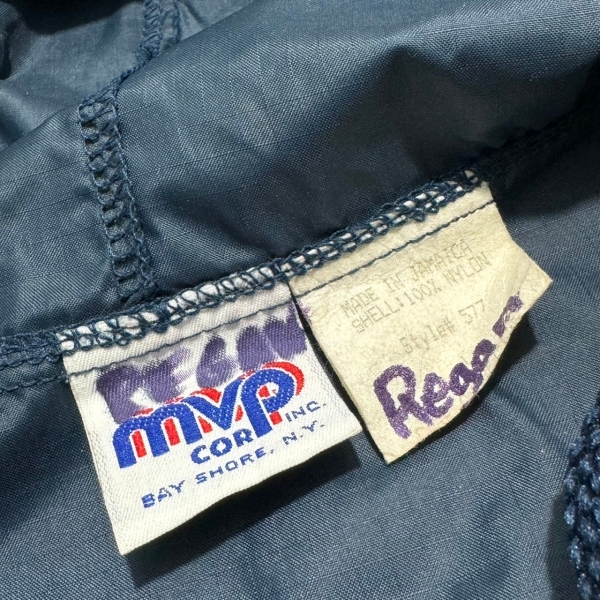 mvp
CORP INC.
BAY SHORE, N.Y.
MADE IN JAMAICA
SHELL:100% NYLON
Style# 577